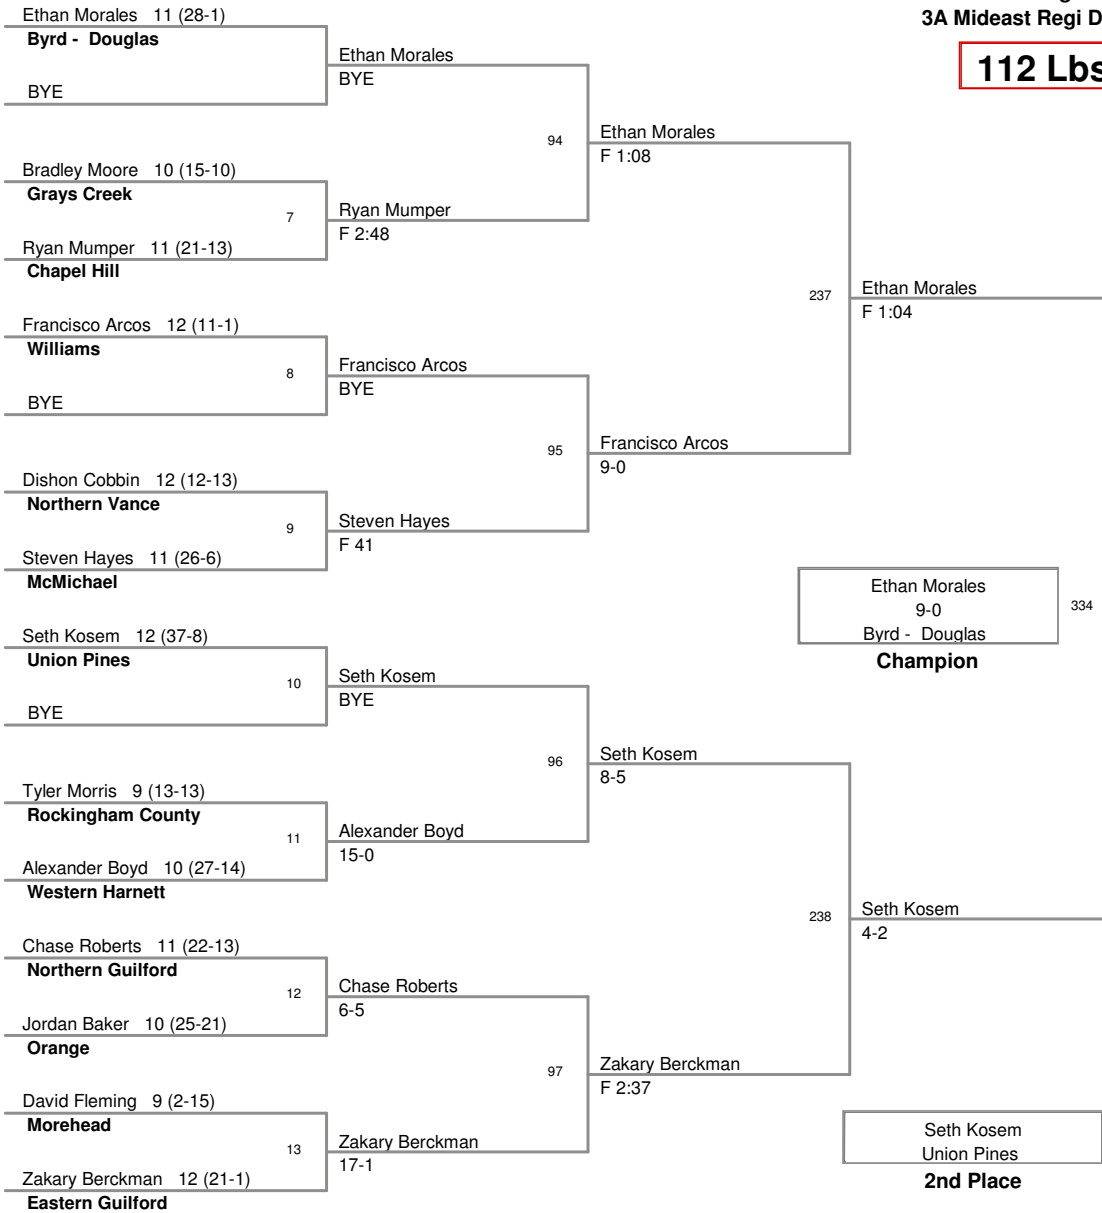 3A Mideast Regi D
112 Lbs
Ethan Morales 11 (28-1)
Byrd - Douglas
BYE
Ethan Morales
BYE
Bradley Moore 10 (15-10)
Grays Creek
7
Ryan Mumper 11 (21-13)
Chapel Hill
Ryan Mumper
F 2:48
94
Ethan Morales
F 1:08
Francisco Arcos 12 (11-1)
Williams
8
BYE
Francisco Arcos
BYE
Dishon Cobbin 12 (12-13)
Northern Vance
9
Steven Hayes 11 (26-6)
McMichael
Steven Hayes
F 41
95
Francisco Arcos
9-0
237
Ethan Morales
F 1:04
Ethan Morales
9-0
Byrd - Douglas
Champion
334
Seth Kosem 12 (37-8)
Union Pines
10
BYE
Seth Kosem
BYE
Tyler Morris 9 (13-13)
Rockingham County
11
Alexander Boyd 10 (27-14)
Western Harnett
Alexander Boyd
15-0
96
Seth Kosem
8-5
Chase Roberts 11 (22-13)
Northern Guilford
12
Jordan Baker 10 (25-21)
Orange
Chase Roberts
6-5
David Fleming 9 (2-15)
Morehead
13
Zakary Berckman 12 (21-1)
Eastern Guilford
Zakary Berckman
17-1
97
Zakary Berckman
F 2:37
238
Seth Kosem
4-2
Seth Kosem
Union Pines
2nd Place